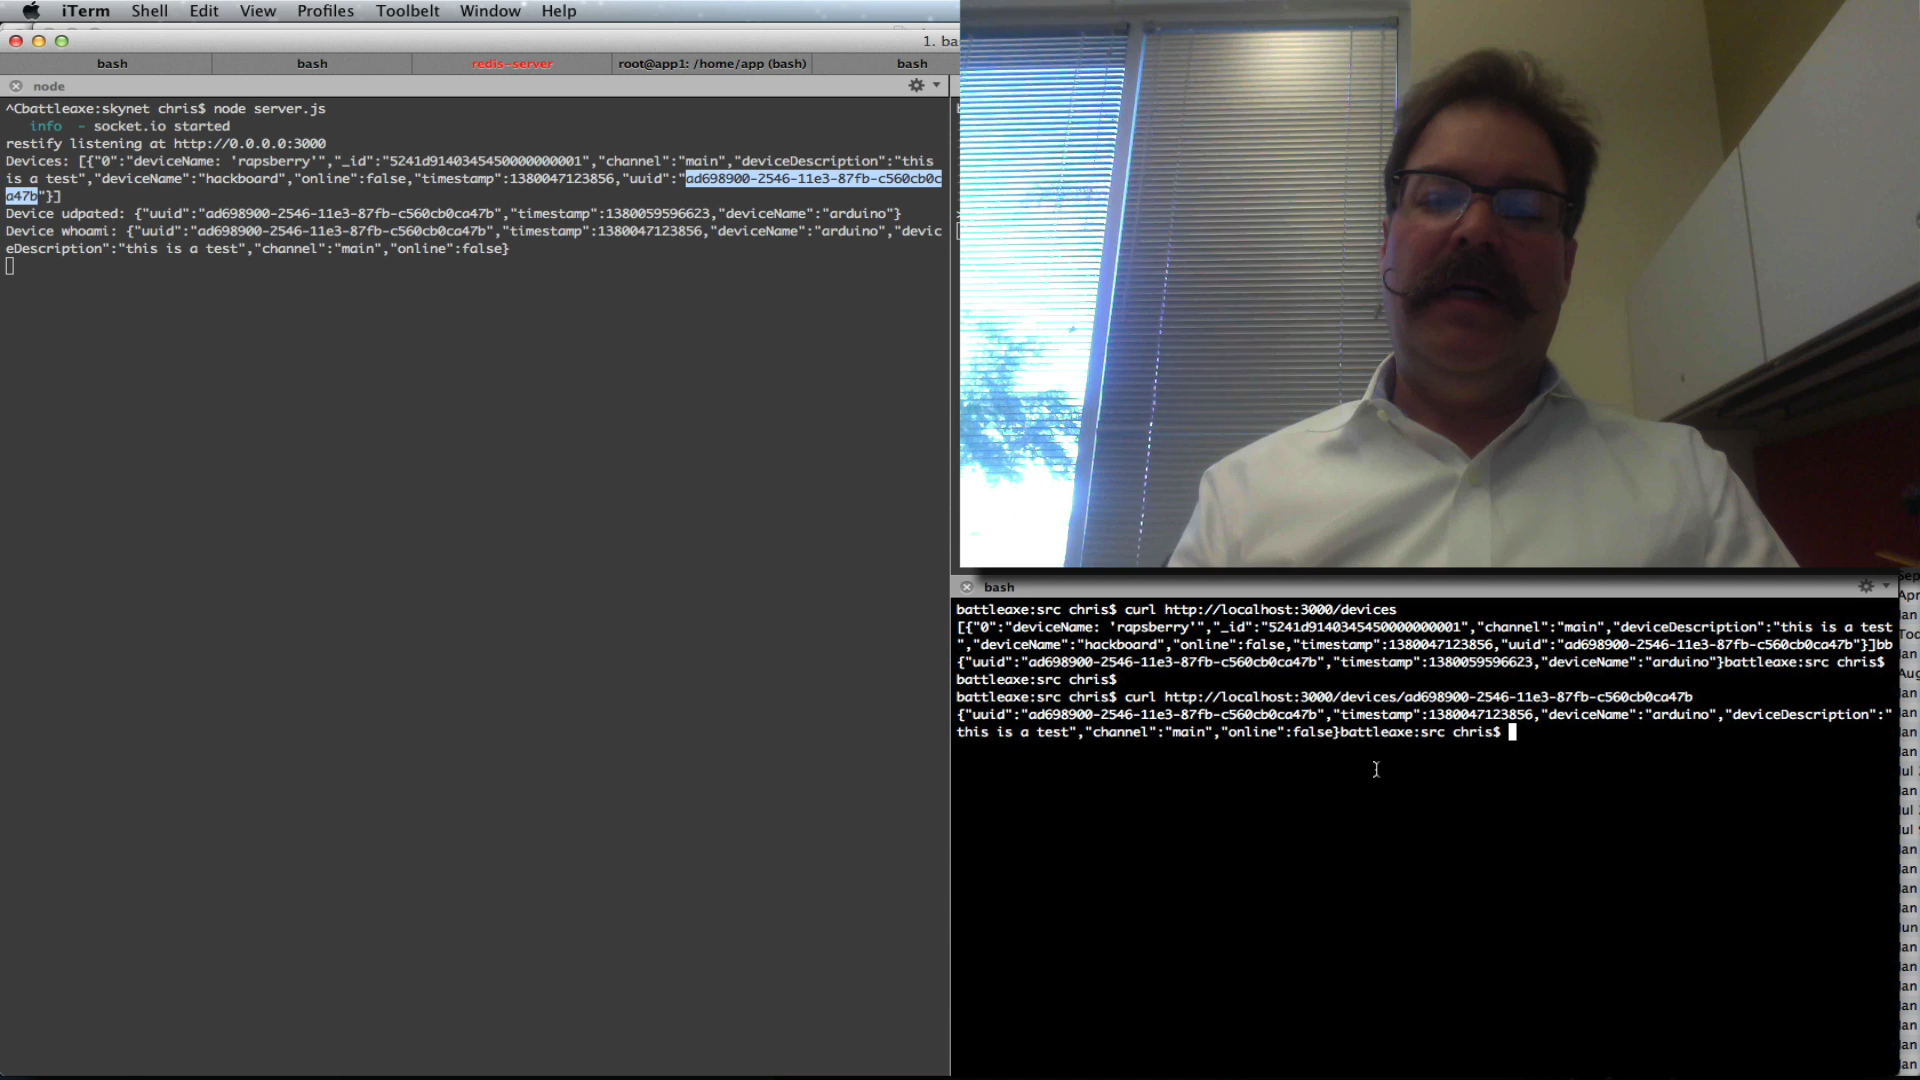 iTerm Shell Edit View Profiles Toolbelt Window Help
1. ba
bash bash redis-server root@app1: /home/app (bash) bash
node
^Cbattleaxe:skynet chris$ node server.js
info - socket.io started
restify listening at http://0.0.0.0:3000
Devices: [{"0":"deviceName: 'rapsberry'","_id":"5241d9140345450000000001","channel":"main","deviceDescription":"this
is a test","deviceName":"hackboard","online":false,"timestamp":1380047123856,"uuid":"ad698900-2546-11e3-87fb-c560cb0c
a47b"}]
Device udpated: {"uuid":"ad698900-2546-11e3-87fb-c560cb0ca47b","timestamp":1380059596623,"deviceName":"arduino"}
Device whoami: {"uuid":"ad698900-2546-11e3-87fb-c560cb0ca47b","timestamp":1380047123856,"deviceName":"arduino","devic
eDescription":"this is a test","channel":"main","online":false}
bash
battleaxe:src chris$ curl http://localhost:3000/devices
[{"0":"deviceName: 'rapsberry'","_id":"5241d9140345450000000001","channel":"main","deviceDescription":"this is a test
","deviceName":"hackboard","online":false,"timestamp":1380047123856,"uuid":"ad698900-2546-11e3-87fb-c560cb0ca47b"}]bb
{"uuid":"ad698900-2546-11e3-87fb-c560cb0ca47b","timestamp":1380059596623,"deviceName":"arduino"}battleaxe:src chris$
battleaxe:src chris$
battleaxe:src chris$ curl http://localhost:3000/devices/ad698900-2546-11e3-87fb-c560cb0ca47b
{"uuid":"ad698900-2546-11e3-87fb-c560cb0ca47b","timestamp":1380047123856,"deviceName":"arduino","deviceDescription":"
this is a test","channel":"main","online":false}battleaxe:src chris$